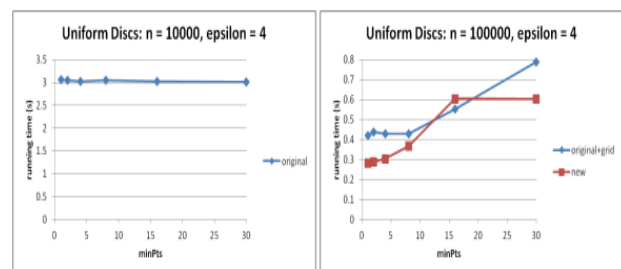 Uniform Discs: n = 10000, epsilon = 4
3.5
3
2.5
2
1.5
1
0.5
0
running time (s)
0 5 10 15 20 25 30
minPts
original
Uniform Discs: n = 100000, epsilon = 4
0.8
0.7
0.6
0.5
0.4
0.3
0.2
0.1
0
running time (s)
0 5 10 15 20 25 30
minPts
original+grid
new